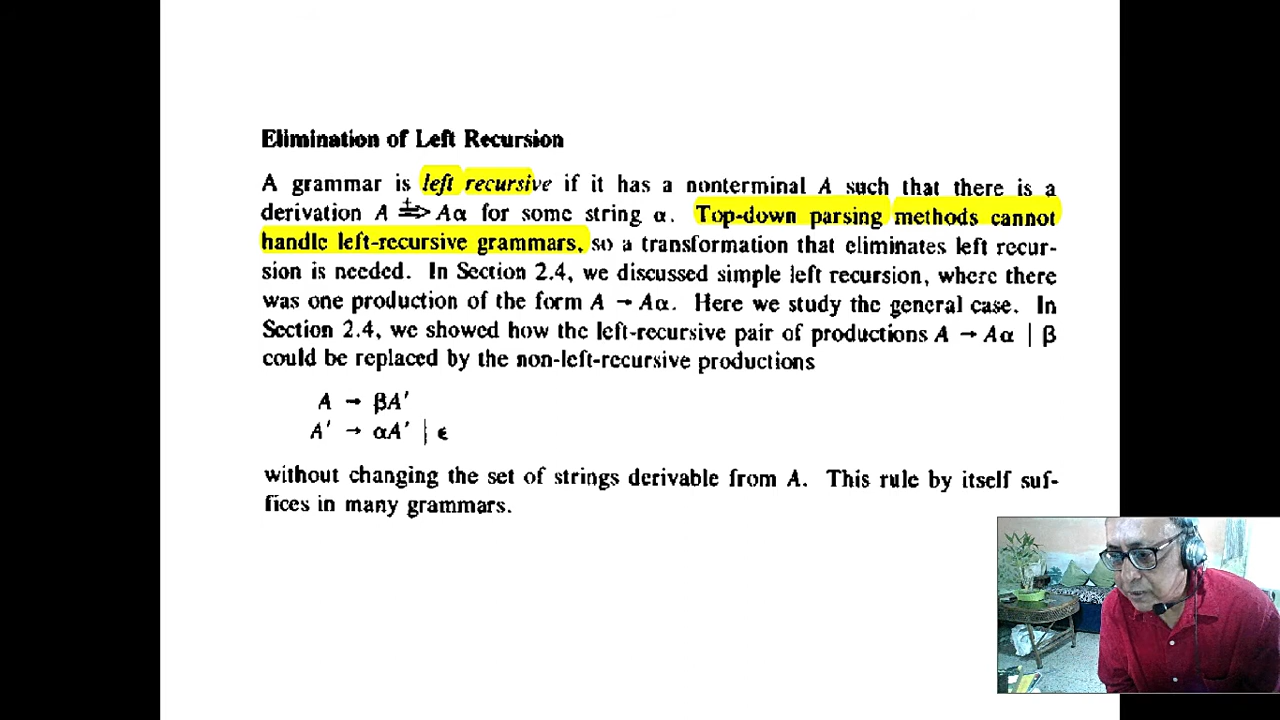 Elimination of Left Recursion
A grammar is left recursive if it has a nonterminal A such that there is a
derivation A ⇒+ Aα for some string α. Top-down parsing methods cannot
handle left-recursive grammars, so a transformation that eliminates left recur-
sion is needed. In Section 2.4, we discussed simple left recursion, where there
was one production of the form A → Aα. Here we study the general case. In
Section 2.4, we showed how the left-recursive pair of productions A → Aα | β
could be replaced by the non-left-recursive productions
A → βA′
A′ → αA′ | ϵ
without changing the set of strings derivable from A. This rule by itself suf-
fices in many grammars.